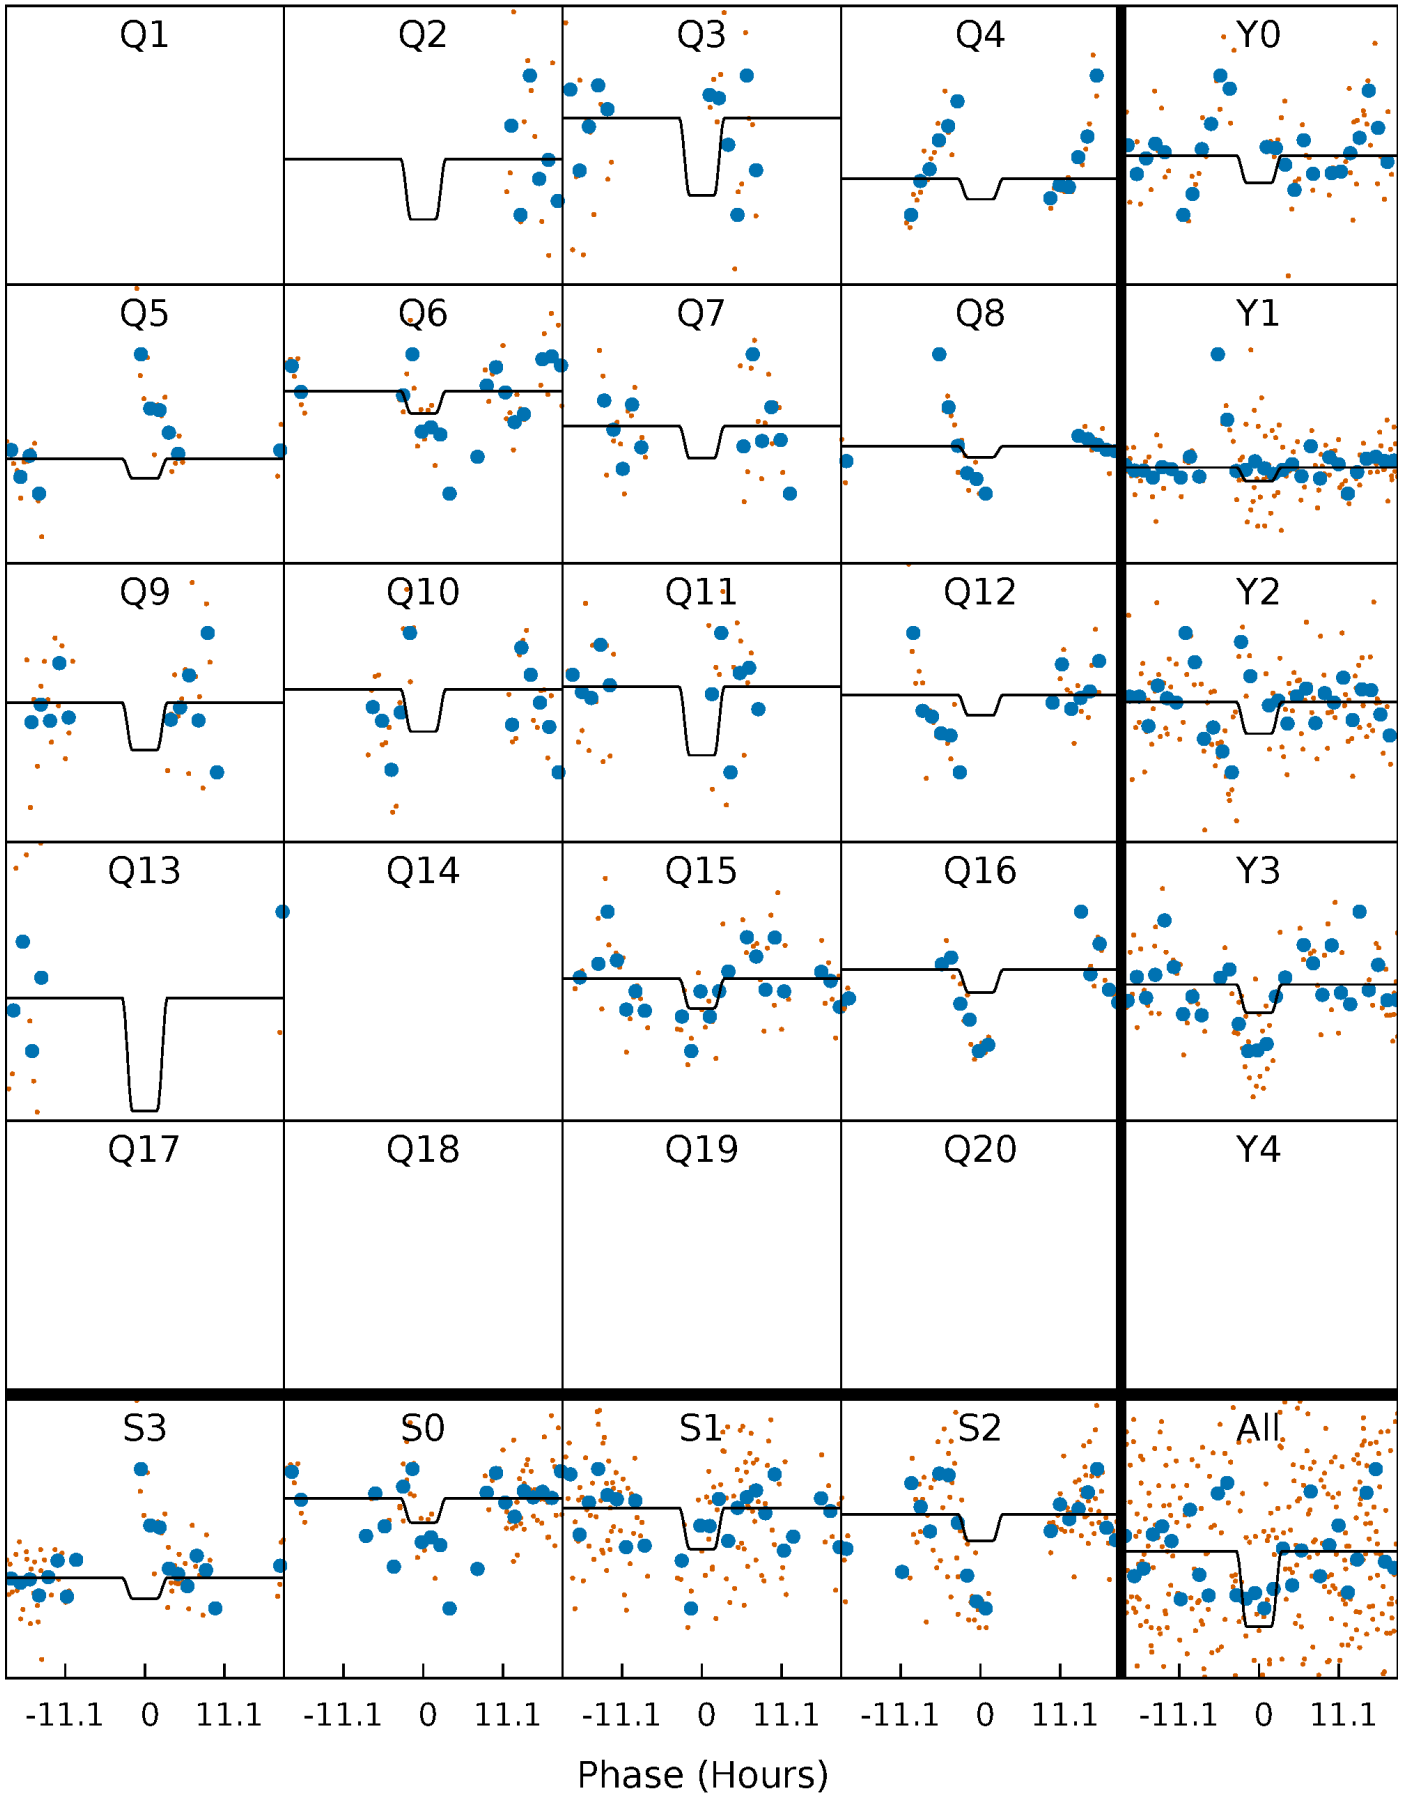 Q1 Q2 Q3 Q4 Y0
Q5 Q6 Q7 Q8 Y1
Q9 Q10 Q11 Q12 Y2
Q13 Q14 Q15 Q16 Y3
Q17 Q18 Q19 Q20 Y4
S3 S0 S1 S2 All
-11.1 0 11.1 -11.1 0 11.1 -11.1 0 11.1 -11.1 0 11.1 -11.1 0 11.1
Phase (Hours)